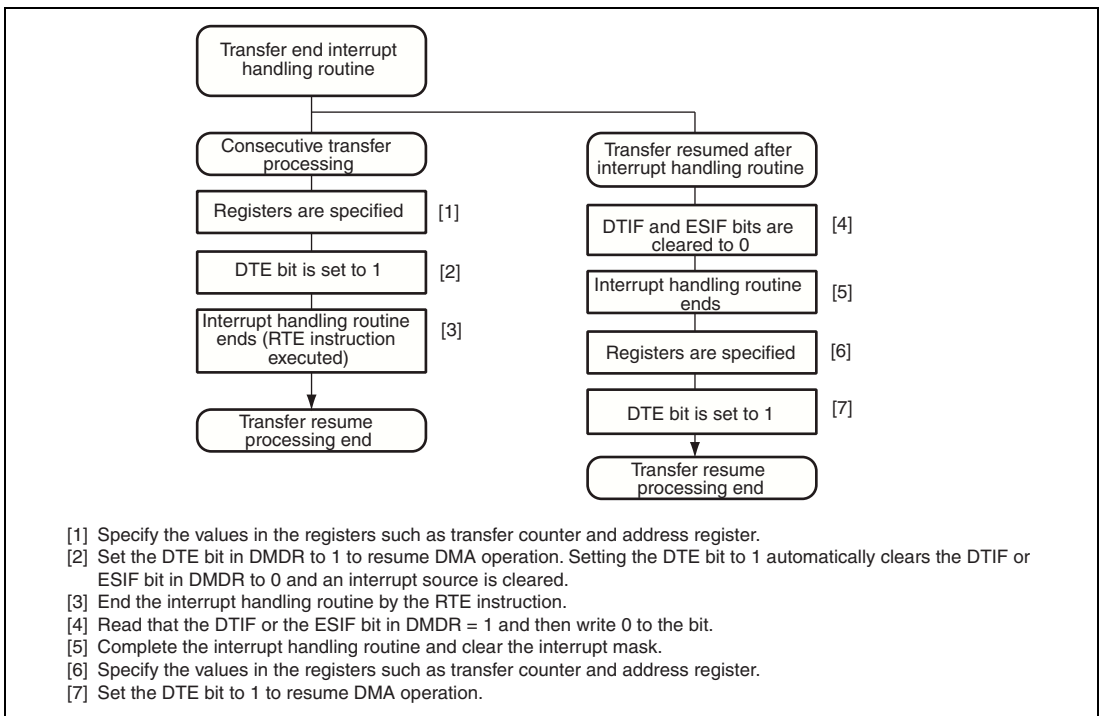 Transfer end interrupt
handling routine
Consecutive transfer
processing
Registers are specified
[1]
DTE bit is set to 1
[2]
Interrupt handling routine
ends (RTE instruction
executed)
[3]
Transfer resume
processing end
Transfer resumed after
interrupt handling routine
DTIF and ESIF bits are
cleared to 0
[4]
Interrupt handling routine
ends
[5]
Registers are specified
[6]
DTE bit is set to 1
[7]
Transfer resume
processing end
[1] Specify the values in the registers such as transfer counter and address register.
[2] Set the DTE bit in DMDR to 1 to resume DMA operation. Setting the DTE bit to 1 automatically clears the DTIF or
ESIF bit in DMDR to 0 and an interrupt source is cleared.
[3] End the interrupt handling routine by the RTE instruction.
[4] Read that the DTIF or the ESIF bit in DMDR = 1 and then write 0 to the bit.
[5] Complete the interrupt handling routine and clear the interrupt mask.
[6] Specify the values in the registers such as transfer counter and address register.
[7] Set the DTE bit to 1 to resume DMA operation.